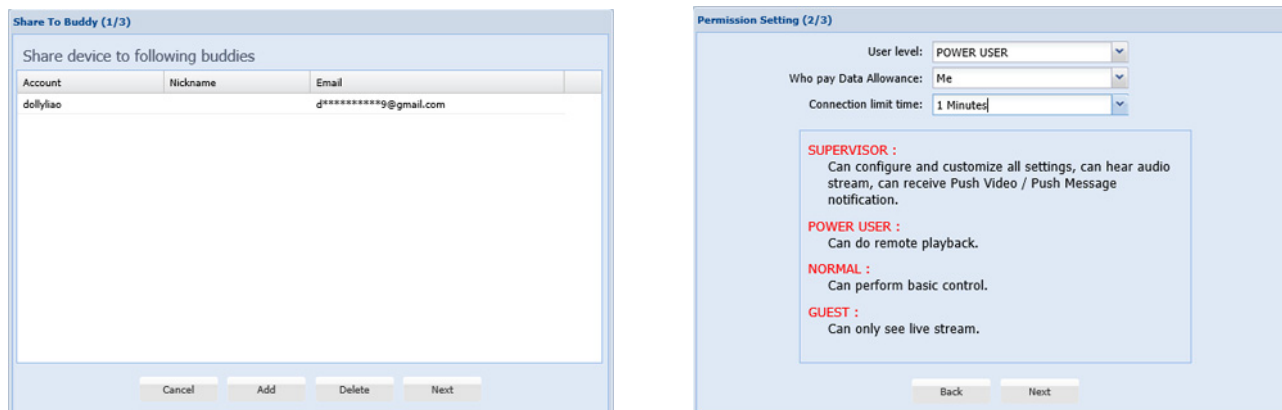 Share To Buddy (1/3)
Share device to following buddies
Account Nickname Email
dollyliao d**********9@gmail.com
Cancel Add Delete Next
Permission Setting (2/3)
User level: POWER USER
Who pay Data Allowance: Me
Connection limit time: 1 Minutes
SUPERVISOR :
Can configure and customize all settings, can hear audio
stream, can receive Push Video / Push Message
notification.
POWER USER :
Can do remote playback.
NORMAL :
Can perform basic control.
GUEST :
Can only see live stream.
Back Next